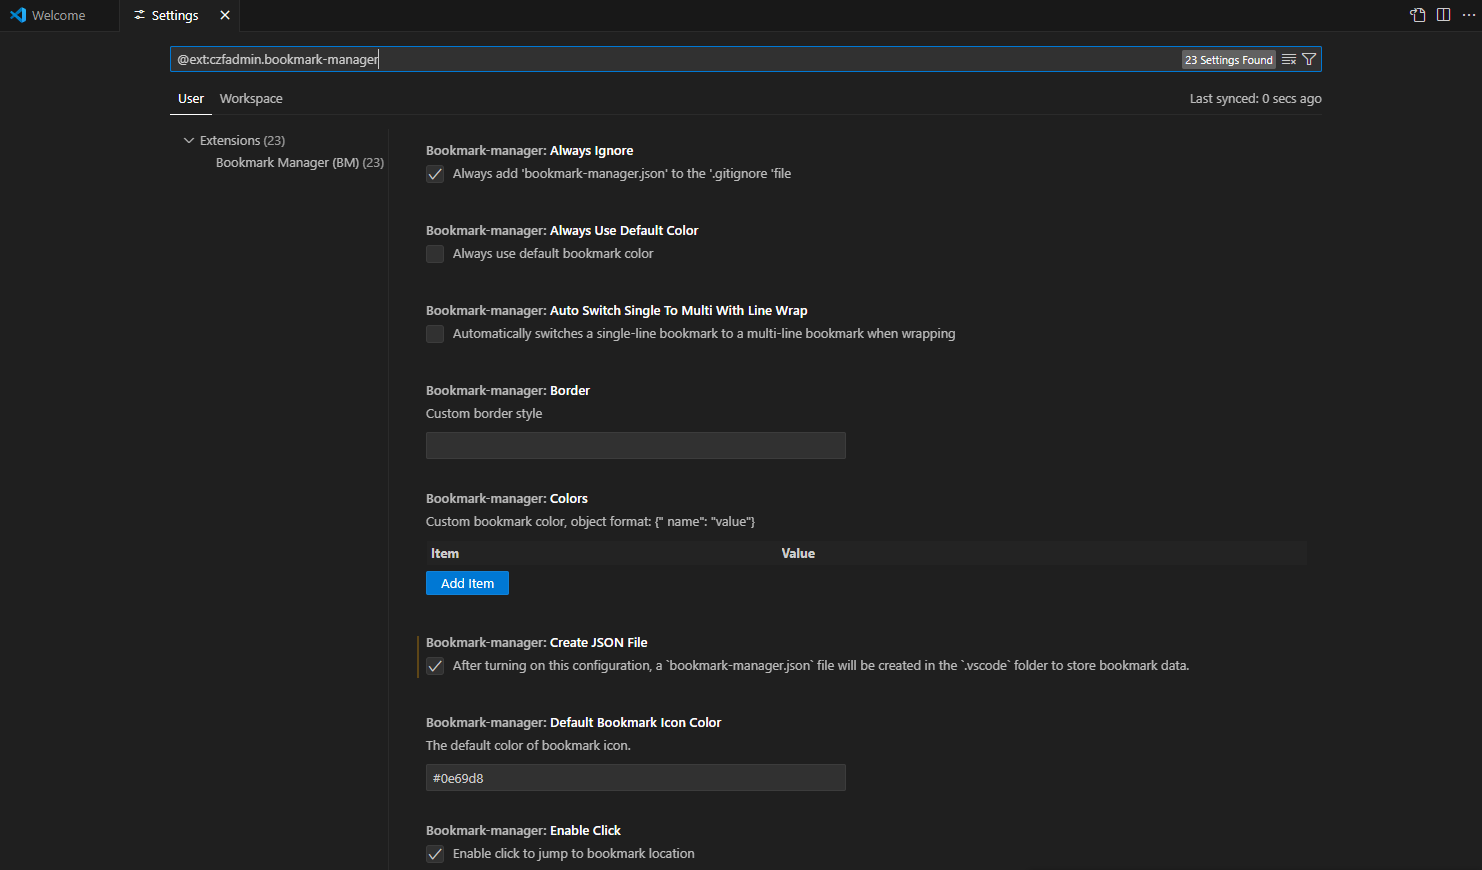 Welcome
Settings
@ext:czfadmin.bookmark-manager
23 Settings Found
User
Workspace
Last synced: 0 secs ago
Extensions (23)
Bookmark Manager (BM) (23)
Bookmark-manager: Always Ignore
Always add 'bookmark-manager.json' to the '.gitignore 'file
Bookmark-manager: Always Use Default Color
Always use default bookmark color
Bookmark-manager: Auto Switch Single To Multi With Line Wrap
Automatically switches a single-line bookmark to a multi-line bookmark when wrapping
Bookmark-manager: Border
Custom border style
Bookmark-manager: Colors
Custom bookmark color, object format: {" name": "value"}
Item
Value
Add Item
Bookmark-manager: Create JSON File
After turning on this configuration, a `bookmark-manager.json` file will be created in the `.vscode` folder to store bookmark data.
Bookmark-manager: Default Bookmark Icon Color
The default color of bookmark icon.
#0e69d8
Bookmark-manager: Enable Click
Enable click to jump to bookmark location